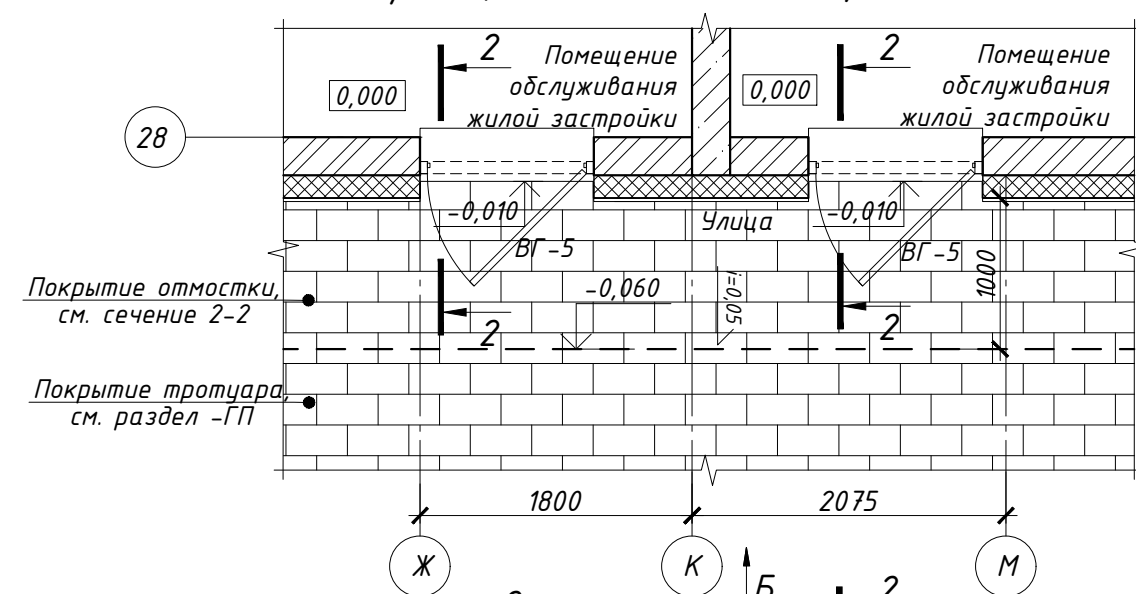 2
Помещение
обслуживания
жилой застройки
0,000
2
Помещение
обслуживания
жилой застройки
0,000
28
-0,010
Улица
-0,010
ВГ-5
ВГ-5
1000
Покрытие отмостки,
см. сечение 2-2
-0,060
i=0,05
2
2
Покрытие тротуара,
см. раздел -ГП
1800
2075
Ж
К
М
Б
2